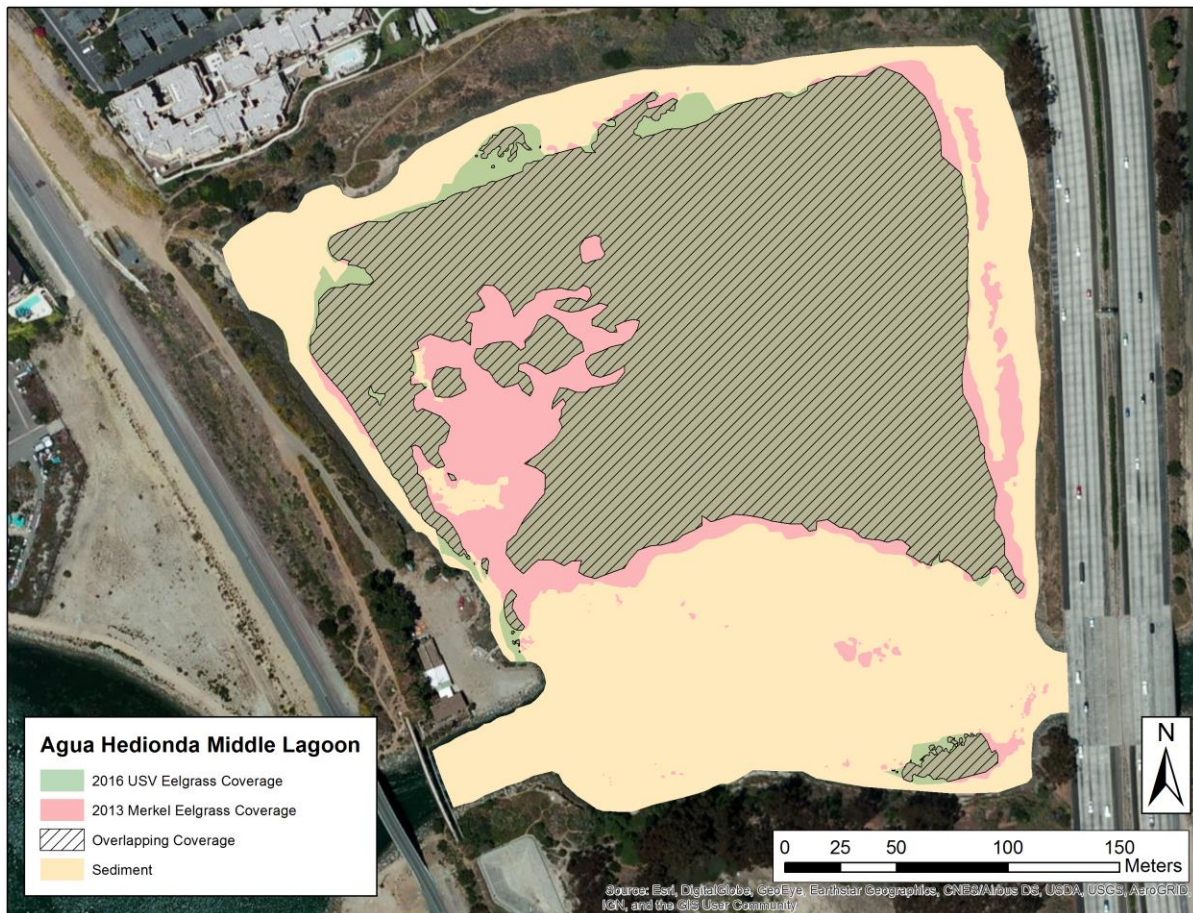 Agua Hedionda Middle Lagoon
2016 USV Eelgrass Coverage
2013 Merkel Eelgrass Coverage
Overlapping Coverage
Sediment
N
0 25 50 100 150
Meters
Source: Esri, DigitalGlobe, GeoEye, Earthstar Geographics, CNES/Airbus DS, USDA, USGS, AeroGRID,
IGN, and the GIS User Community